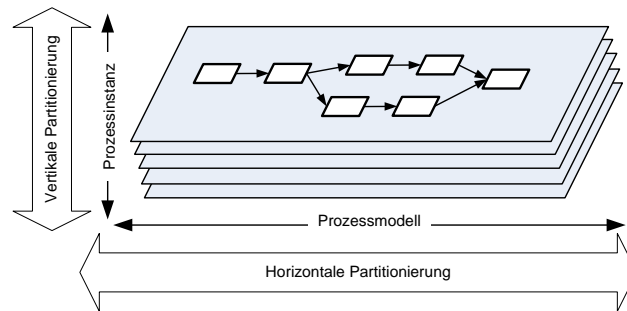 Vertikale Partitionierung
Prozessinstanz
Prozessmodell
Horizontale Partitionierung